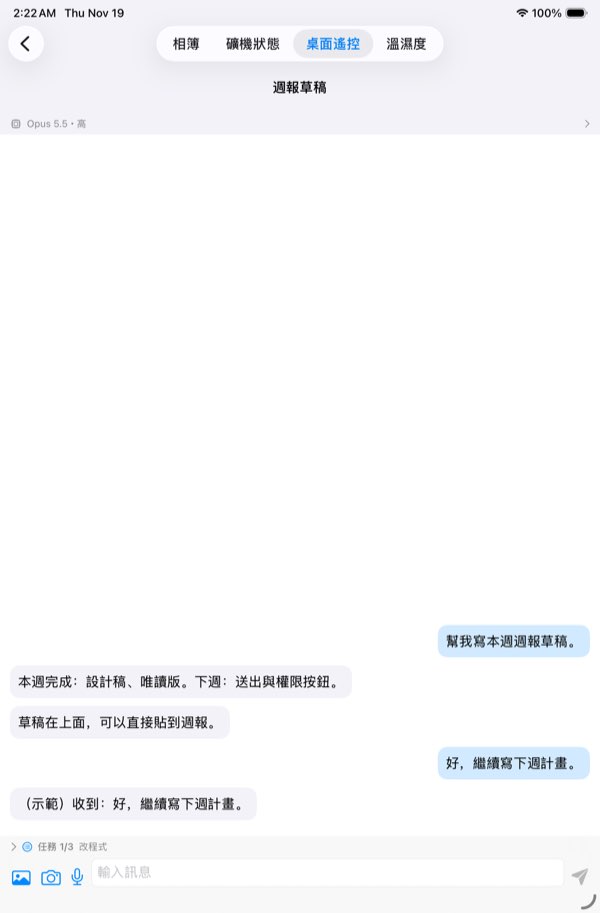 2:22 AM Thu Nov 19 100%
相簿 礦機狀態 桌面遙控 溫濕度
週報草稿
Opus 5.5・高
幫我寫本週週報草稿。
本週完成：設計稿、唯讀版。下週：送出與權限按鈕。
草稿在上面，可以直接貼到週報。
好，繼續寫下週計畫。
（示範）收到：好，繼續寫下週計畫。
任務 1/3 改程式
輸入訊息